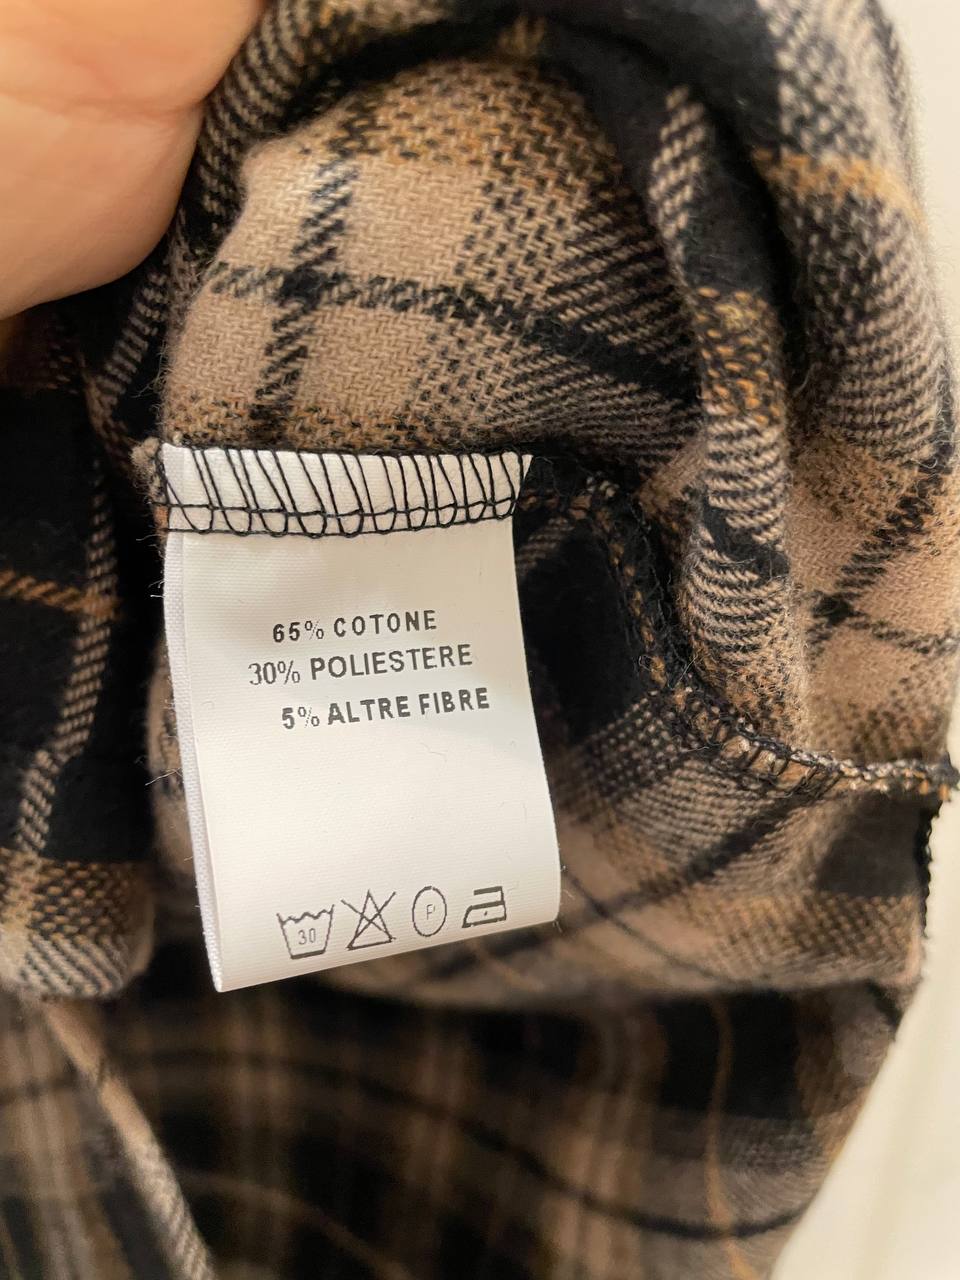 65% COTONE
30% POLIESTERE
5% ALTRE FIBRE
30 P